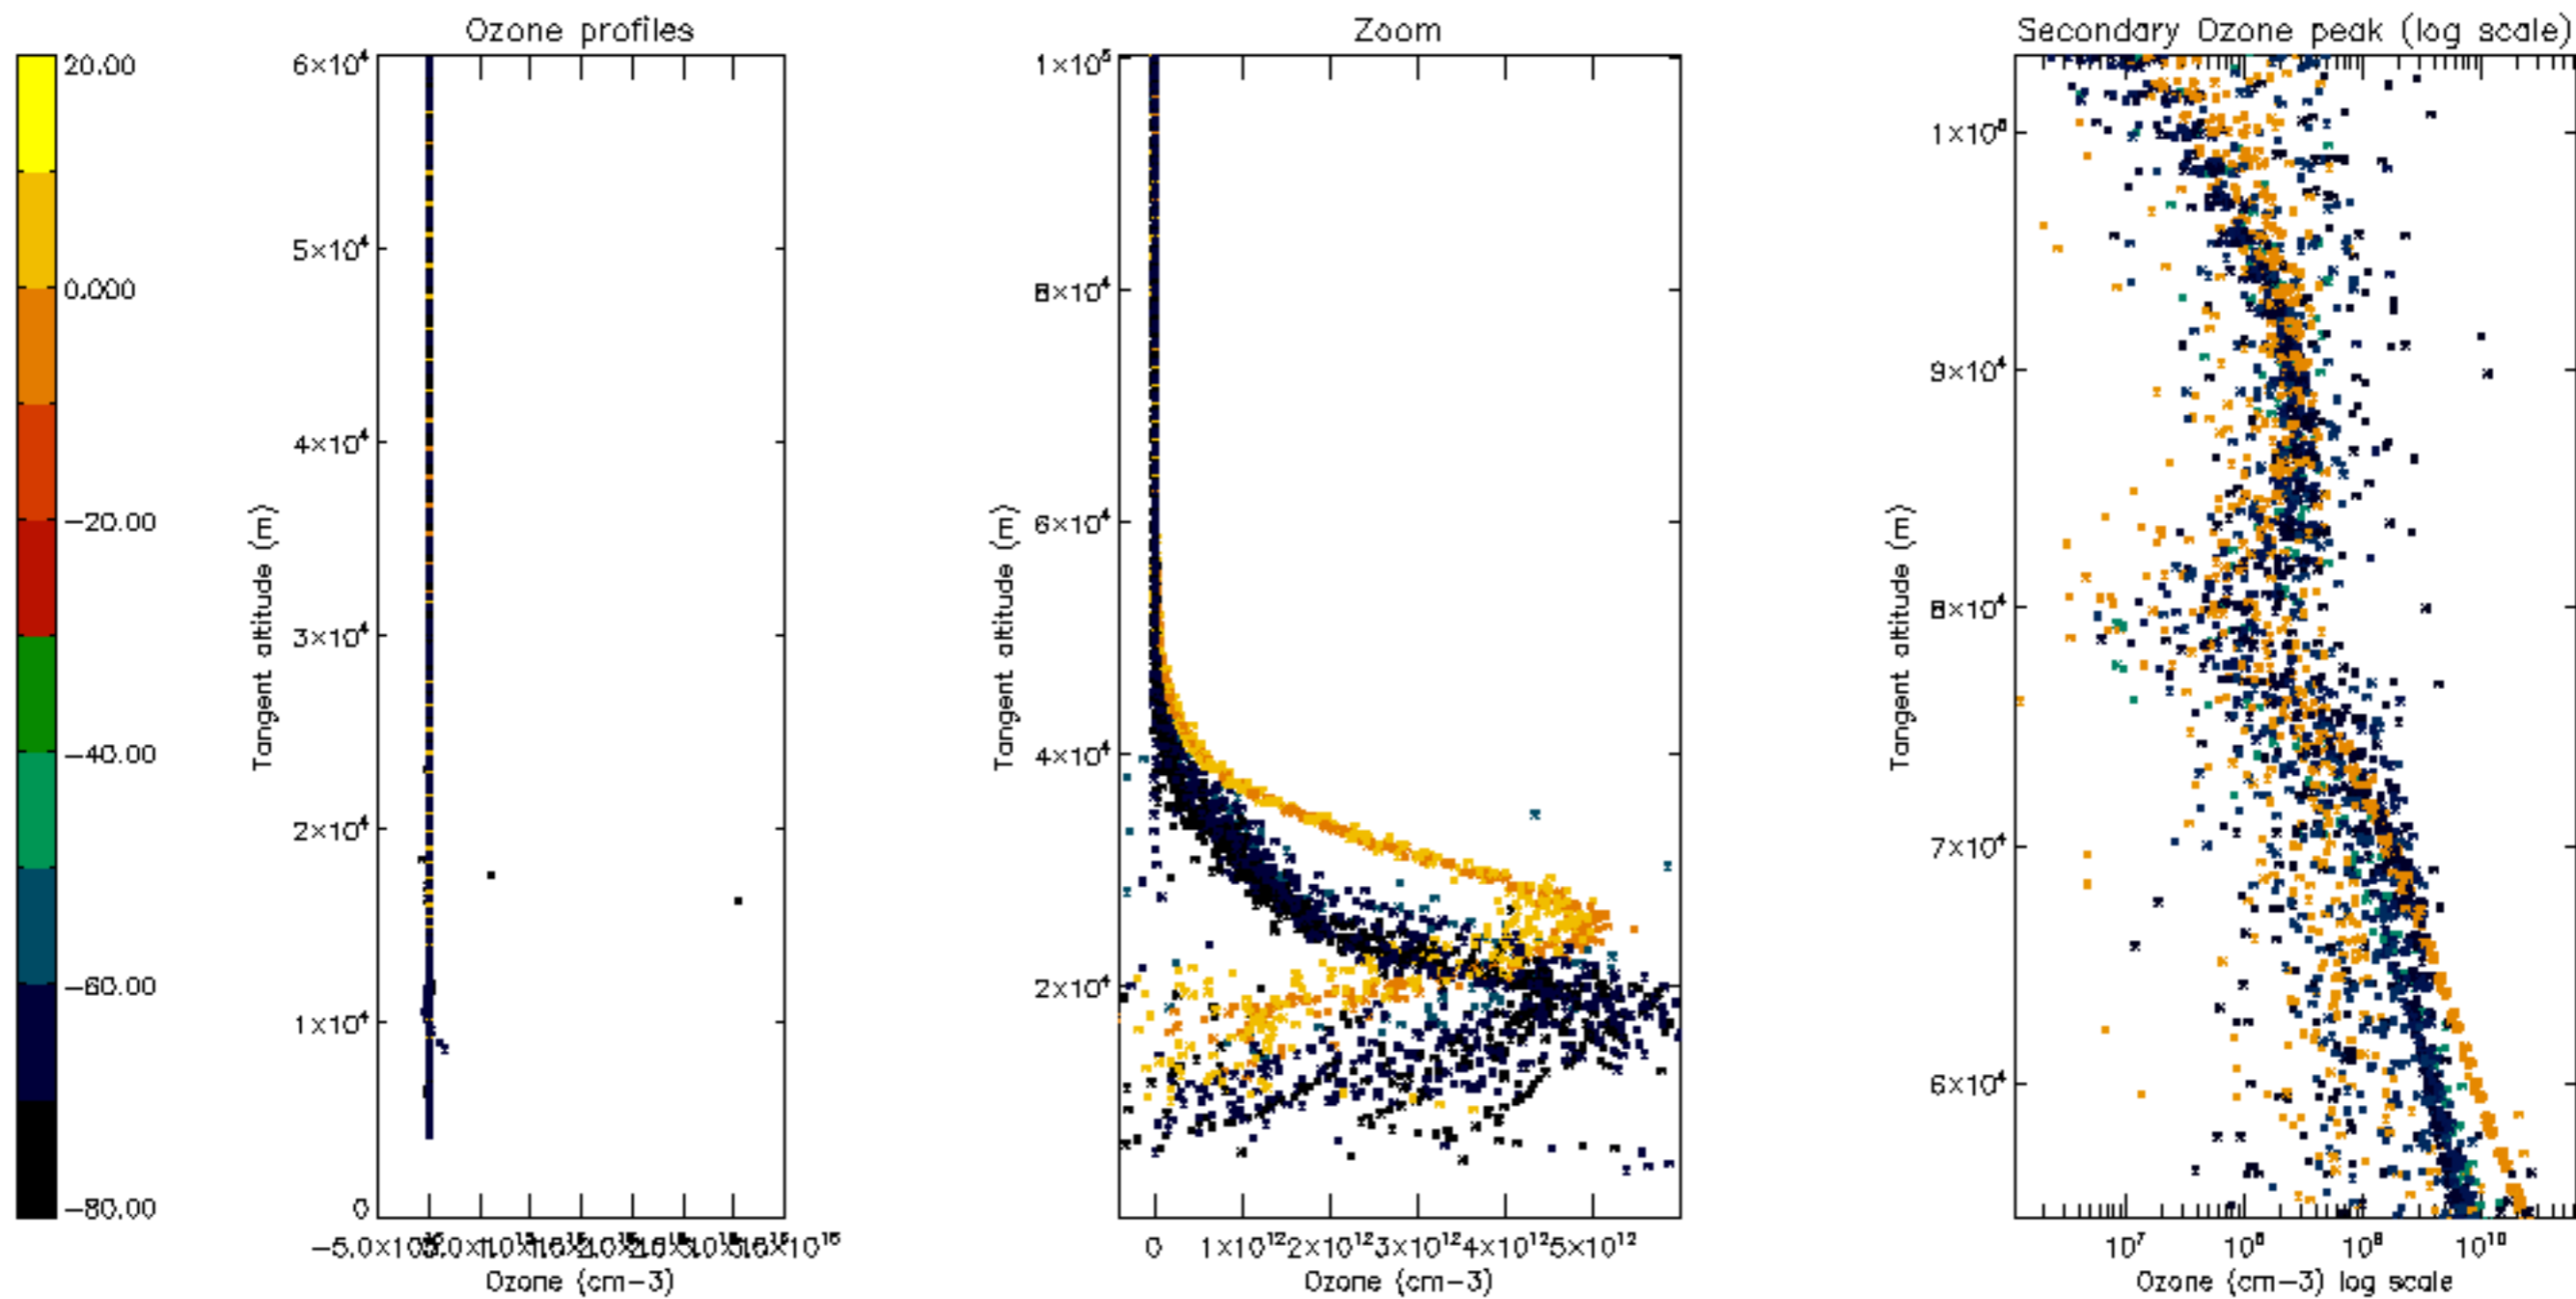 Ozone profiles
Zoom
Secondary Ozone peak (log scale)
20.00
0.000
−20.00
−40.00
−60.00
−80.00
6×10⁴
5×10⁴
4×10⁴
3×10⁴
2×10⁴
1×10⁴
0
Tangent altitude (m)
Ozone (cm−3)
1×10⁵
8×10⁴
6×10⁴
4×10⁴
2×10⁴
Tangent altitude (m)
0 1×10¹² 2×10¹² 3×10¹² 4×10¹² 5×10¹²
Ozone (cm−3)
9×10⁴
8×10⁴
7×10⁴
6×10⁴
Tangent altitude (m)
10⁷ 10⁸ 10⁹ 10¹⁰
Ozone (cm−3) log scale